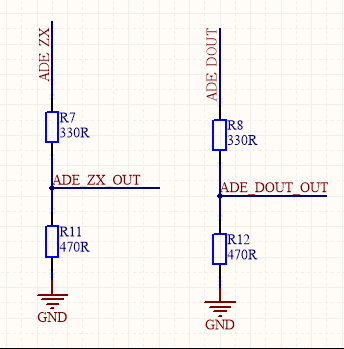 ADE_ZX
R7
330R
ADE_ZX_OUT
R11
470R
GND
ADE_DOUT
R8
330R
ADE_DOUT_OUT
R12
470R
GND